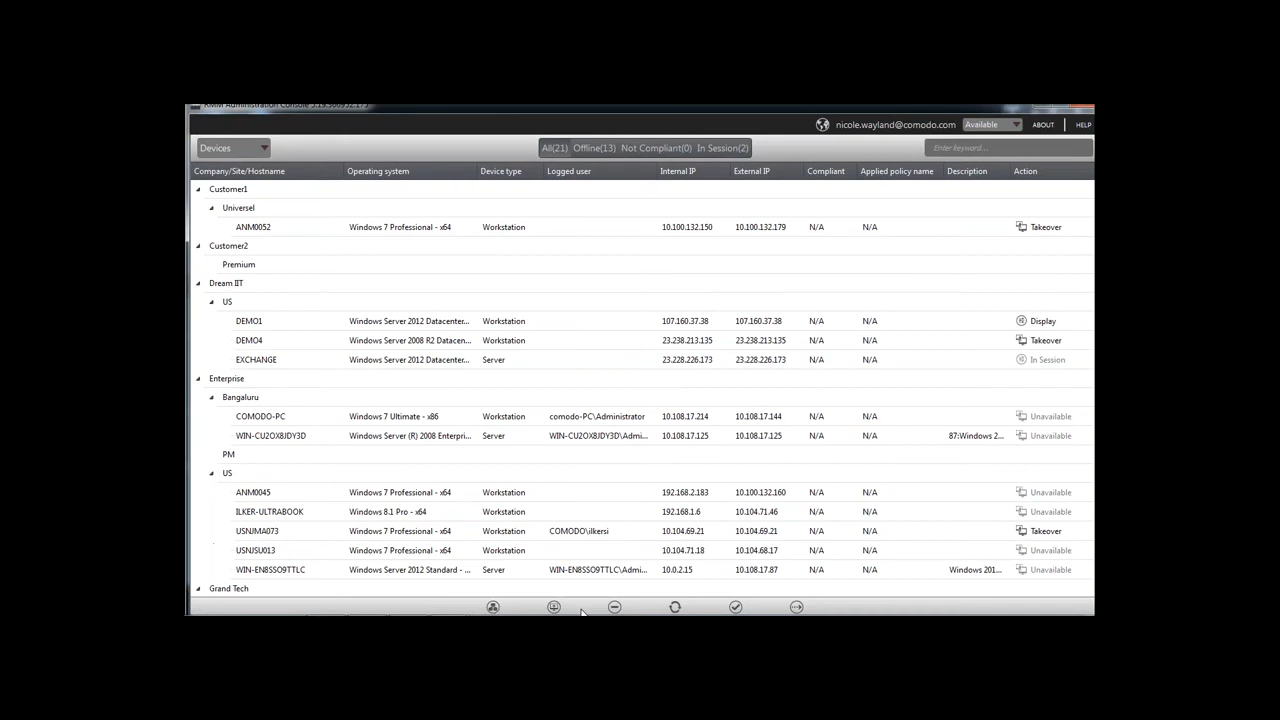 RMM Administration Console
nicole.wayland@comodo.com Available ABOUT HELP
Devices All(21) Offline(13) Not Compliant(0) In Session(2) Enter keyword...
Company/Site/Hostname Operating system Device type Logged user Internal IP External IP Compliant Applied policy name Description Action
Customer1
Universel
ANM0052 Windows 7 Professional - x64 Workstation 10.100.132.150 10.100.132.179 N/A N/A Takeover
Customer2
Premium
Dream IIT
US
DEMO1 Windows Server 2012 Datacenter... Workstation 107.160.37.38 107.160.37.38 N/A N/A Display
DEMO4 Windows Server 2008 R2 Datacen... Workstation 23.238.213.135 23.238.213.135 N/A N/A Takeover
EXCHANGE Windows Server 2012 Datacenter... Server 23.228.226.173 23.228.226.173 N/A N/A In Session
Enterprise
Bangaluru
COMODO-PC Windows 7 Ultimate - x86 Workstation comodo-PC\Administrator 10.108.17.214 10.108.17.144 N/A N/A Unavailable
WIN-CU2OX8JDY3D Windows Server (R) 2008 Enterpri... Server WIN-CU2OX8JDY3D\Admi... 10.108.17.125 10.108.17.125 N/A N/A 87:Windows 2... Unavailable
PM
US
ANM0045 Windows 7 Professional - x64 Workstation 192.168.2.183 10.100.132.160 N/A N/A Unavailable
ILKER-ULTRABOOK Windows 8.1 Pro - x64 Workstation 192.168.1.6 10.104.71.46 N/A N/A Unavailable
USNJMA073 Windows 7 Professional - x64 Workstation COMODO\ilkersi 10.104.69.21 10.104.69.21 N/A N/A Takeover
USNJSU013 Windows 7 Professional - x64 Workstation 10.104.71.18 10.104.68.17 N/A N/A Unavailable
WIN-EN8SSO9TTLC Windows Server 2012 Standard - ... Server WIN-EN8SSO9TTLC\Admi... 10.0.2.15 10.108.17.87 N/A N/A Windows 201... Unavailable
Grand Tech